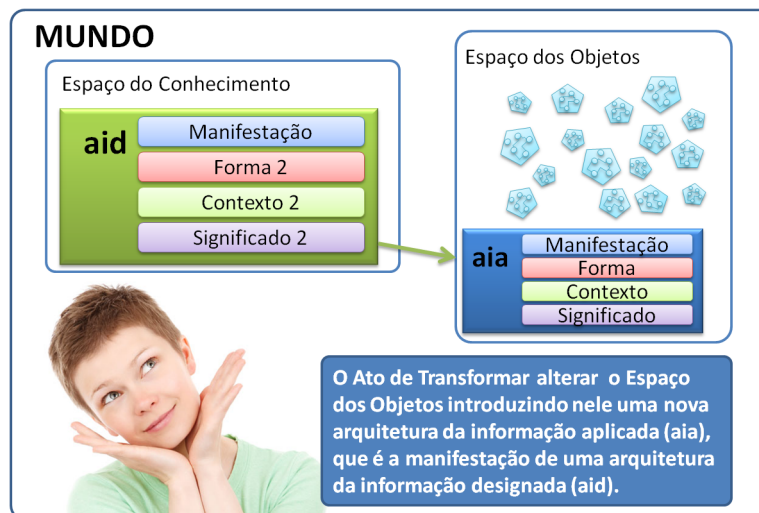 MUNDO
Espaço do Conhecimento
aid
Manifestação
Forma 2
Contexto 2
Significado 2
Espaço dos Objetos
aia
Manifestação
Forma
Contexto
Significado
O Ato de Transformar alterar o Espaço
dos Objetos introduzindo nele uma nova
arquitetura da informação aplicada (aia),
que é a manifestação de uma arquitetura
da informação designada (aid).